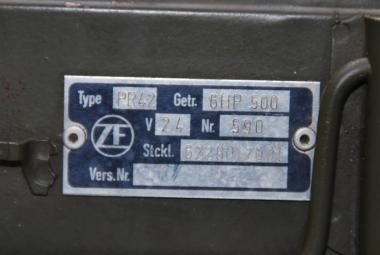 Type PR42 Getr. 6HP 500
ZF V 24 Nr. 590
Stckl.
Vers.Nr.